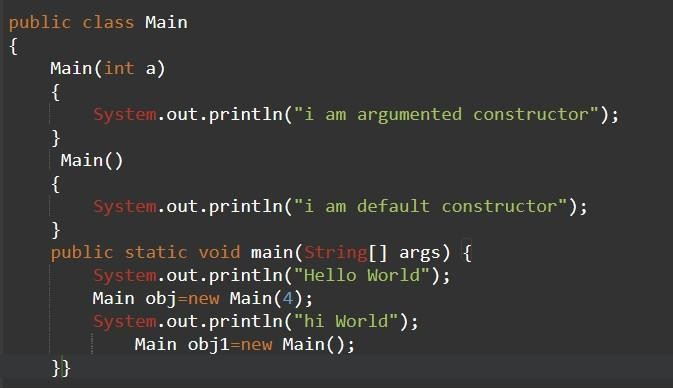 public class Main
{
    Main(int a)
    {
        System.out.println("i am argumented constructor");
    }
     Main()
    {
        System.out.println("i am default constructor");
    }
    public static void main(String[] args) {
        System.out.println("Hello World");
        Main obj=new Main(4);
        System.out.println("hi World");
            Main obj1=new Main();
    }}